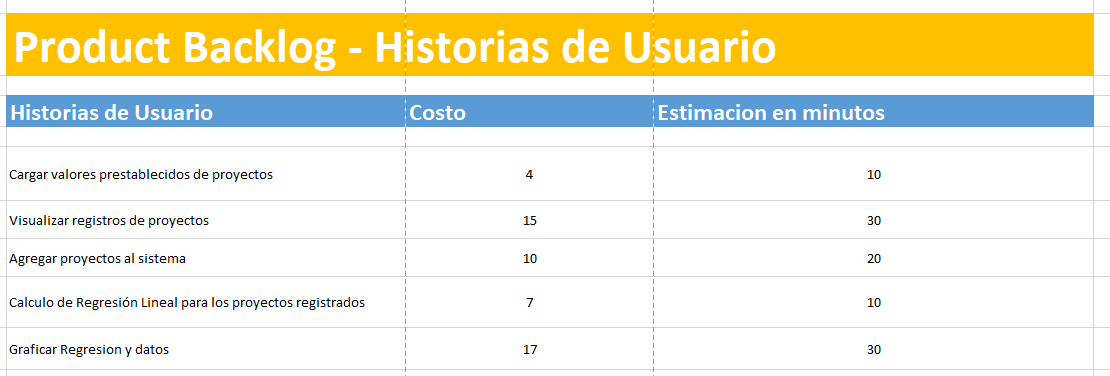 Product Backlog - Historias de Usuario
Historias de Usuario Costo Estimacion en minutos
Cargar valores prestablecidos de proyectos 4 10
Visualizar registros de proyectos 15 30
Agregar proyectos al sistema 10 20
Calculo de Regresión Lineal para los proyectos registrados 7 10
Graficar Regresion y datos 17 30